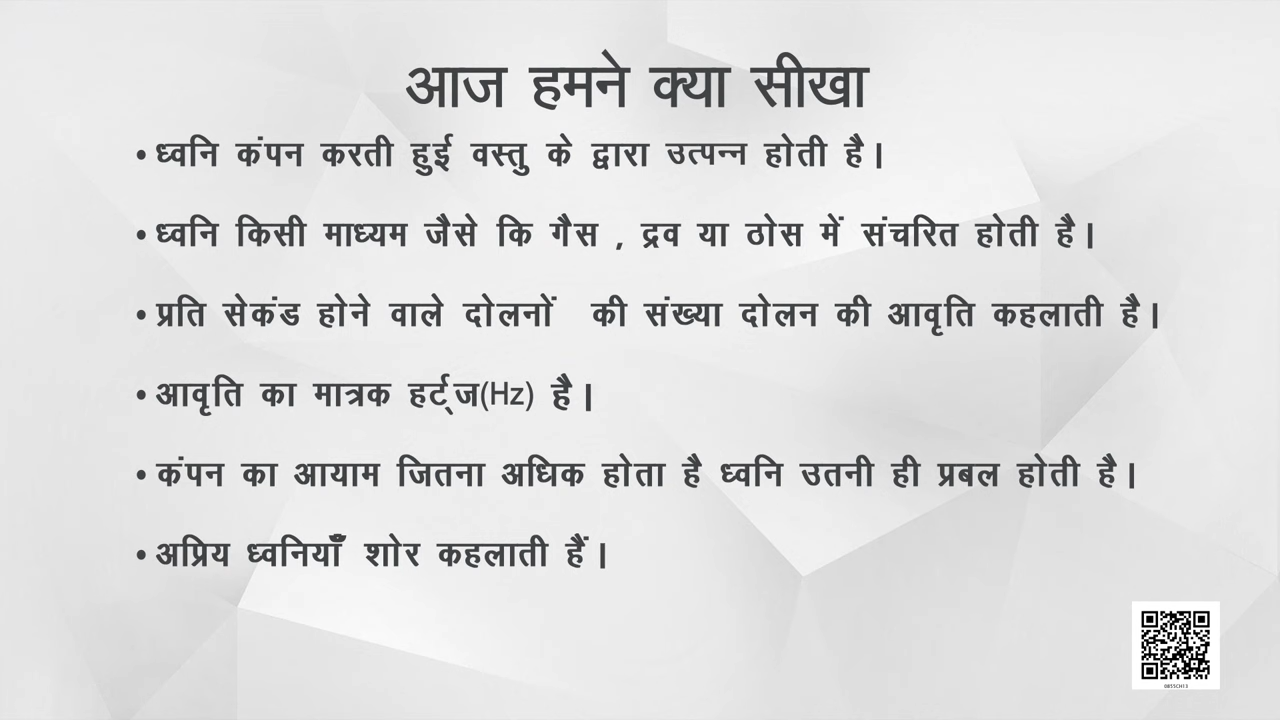 आज हमने क्या सीखा
• ध्वनि कंपन करती हुई वस्तु के द्वारा उत्पन्न होती है।
• ध्वनि किसी माध्यम जैसे कि गैस , द्रव या ठोस में संचरित होती है।
• प्रति सेकंड होने वाले दोलनों की संख्या दोलन की आवृति कहलाती है।
• आवृति का मात्रक हर्ट्ज(Hz) है।
• कंपन का आयाम जितना अधिक होता है ध्वनि उतनी ही प्रबल होती है।
• अप्रिय ध्वनियाँ शोर कहलाती हैं।
0855CH13